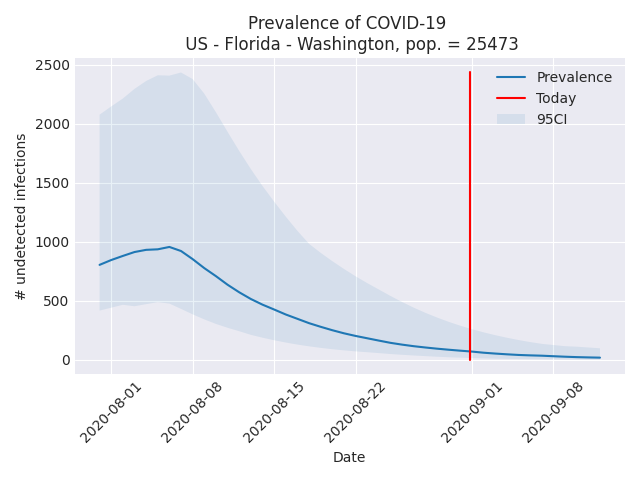 Prevalence of COVID-19
US - Florida - Washington, pop. = 25473
2500
2000
1500
1000
500
0
# undetected infections
Prevalence
Today
95CI
2020-08-01
2020-08-08
2020-08-15
2020-08-22
2020-09-01
2020-09-08
Date